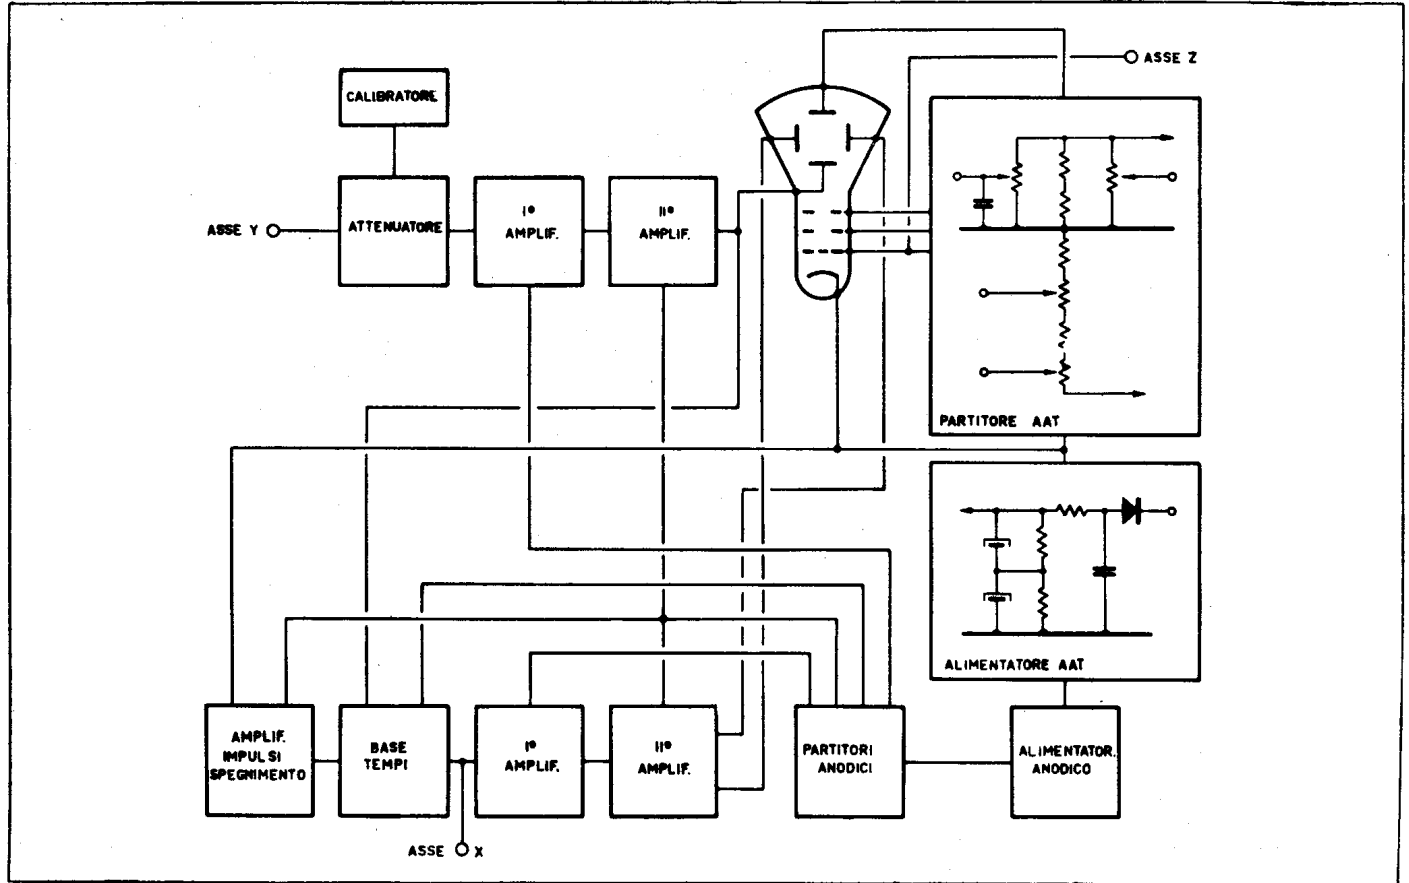 ASSE Z
CALIBRATORE
ASSE Y
ATTENUATORE
I°
AMPLIF.
II°
AMPLIF.
PARTITORE AAT
ALIMENTATORE AAT
AMPLIF.
IMPULSI
SPEGNIMENTO
BASE
TEMPI
I°
AMPLIF.
II°
AMPLIF.
PARTITORI
ANODICI
ALIMENTATOR.
ANODICO
ASSE X